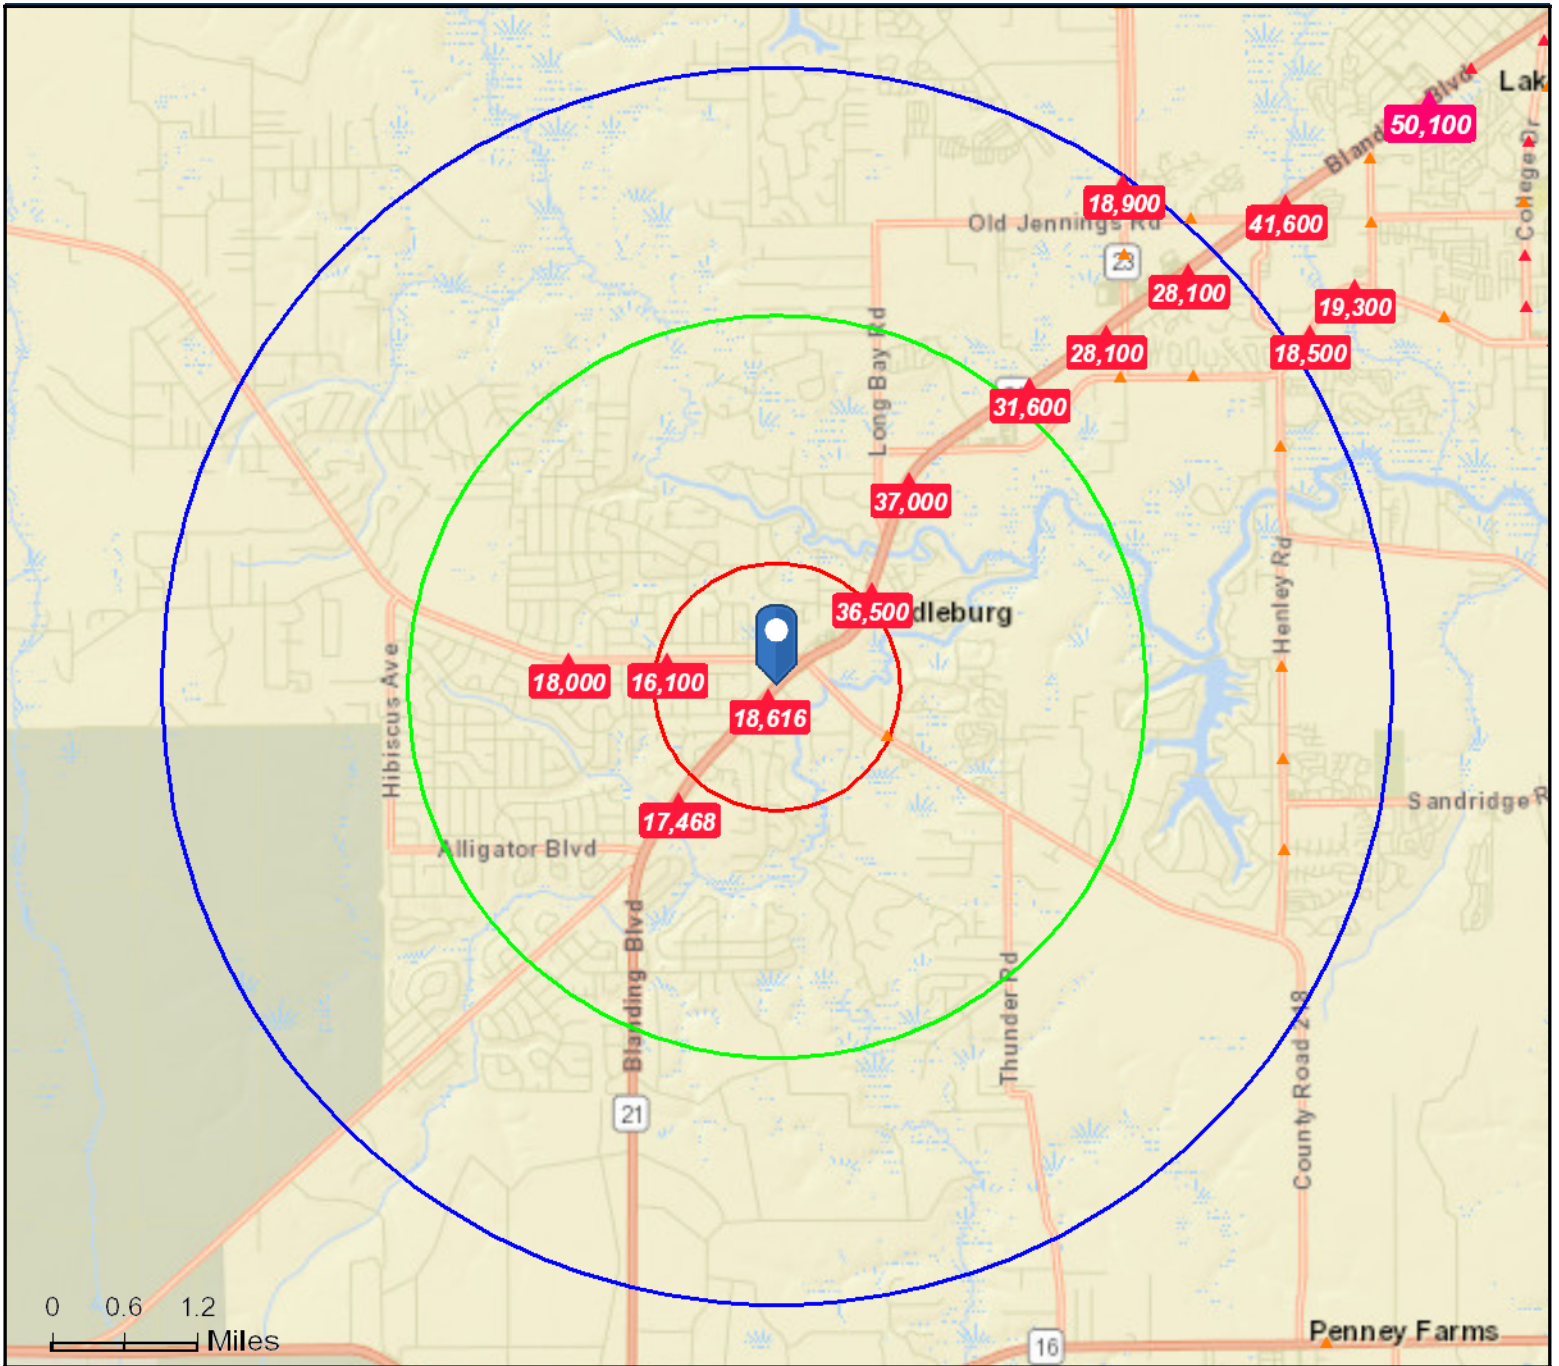 Lak
Blvd
50,100
Bland
College Dr
18,900
41,600
Old Jennings Rd
23
28,100
19,300
Long Bay Rd
28,100
18,500
31,600
37,000
Henley Rd
36,500
dleburg
18,000
16,100
Hibiscus Ave
18,616
Sandridge R
17,468
Alligator Blvd
Blanding Blvd
Thunder Rd
County Road 218
21
0 0.6 1.2
Miles
Penney Farms
16